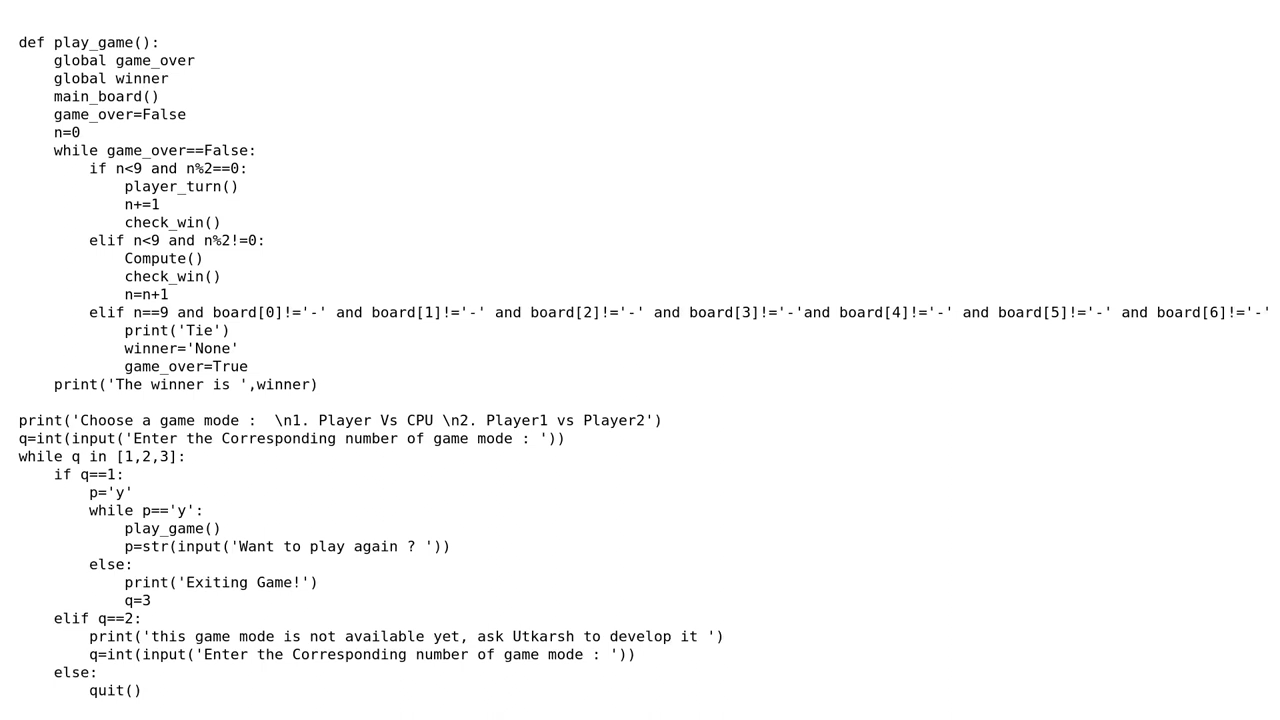 def play_game():
    global game_over
    global winner
    main_board()
    game_over=False
    n=0
    while game_over==False:
        if n<9 and n%2==0:
            player_turn()
            n+=1
            check_win()
        elif n<9 and n%2!=0:
            Compute()
            check_win()
            n=n+1
        elif n==9 and board[0]!='-' and board[1]!='-' and board[2]!='-' and board[3]!='-'and board[4]!='-' and board[5]!='-' and board[6]!='-'
            print('Tie')
            winner='None'
            game_over=True
    print('The winner is ',winner)

print('Choose a game mode :  \n1. Player Vs CPU \n2. Player1 vs Player2')
q=int(input('Enter the Corresponding number of game mode : '))
while q in [1,2,3]:
    if q==1:
        p='y'
        while p=='y':
            play_game()
            p=str(input('Want to play again ? '))
        else:
            print('Exiting Game!')
            q=3
    elif q==2:
        print('this game mode is not available yet, ask Utkarsh to develop it ')
        q=int(input('Enter the Corresponding number of game mode : '))
    else:
        quit()